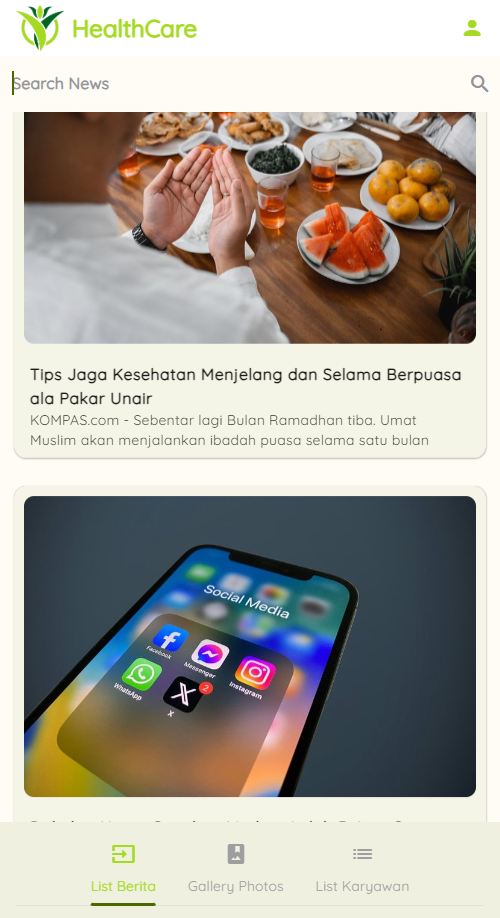 HealthCare
Search News
Tips Jaga Kesehatan Menjelang dan Selama Berpuasa
ala Pakar Unair
KOMPAS.com - Sebentar lagi Bulan Ramadhan tiba. Umat
Muslim akan menjalankan ibadah puasa selama satu bulan
Social Media
Facebook
Messenger
Instagram
WhatsApp
2
X
List Berita
Gallery Photos
List Karyawan